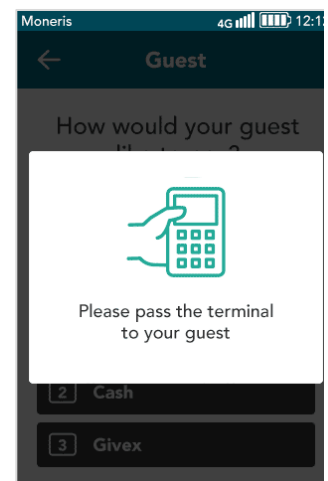 Moneris 4G 12:13
Guest
How would your guest
Please pass the terminal
to your guest
2 Cash
3 Givex